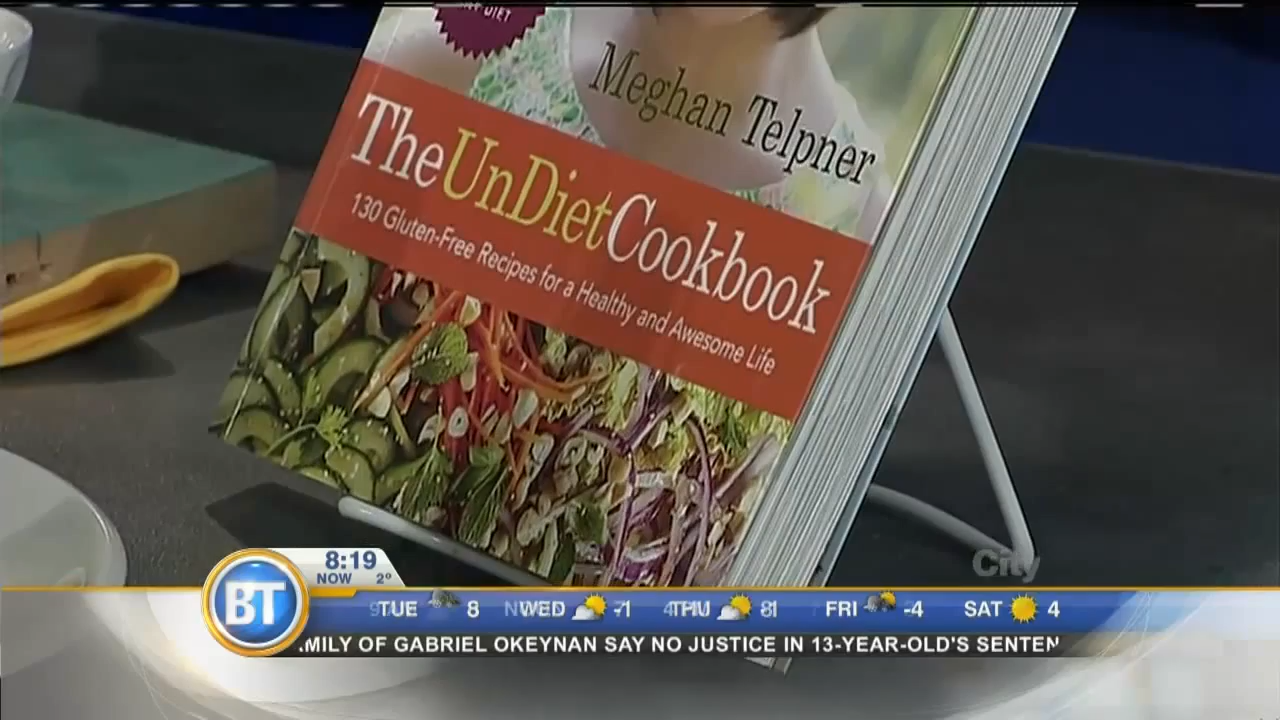 DIET
Meghan Telpner
The UnDiet Cookbook
130 Gluten-Free Recipes for a Healthy and Awesome Life
City
8:19
NOW 2°
BT
TUE 8 WED THU FRI -4 SAT 4
MILY OF GABRIEL OKEYNAN SAY NO JUSTICE IN 13-YEAR-OLD'S SENTEN